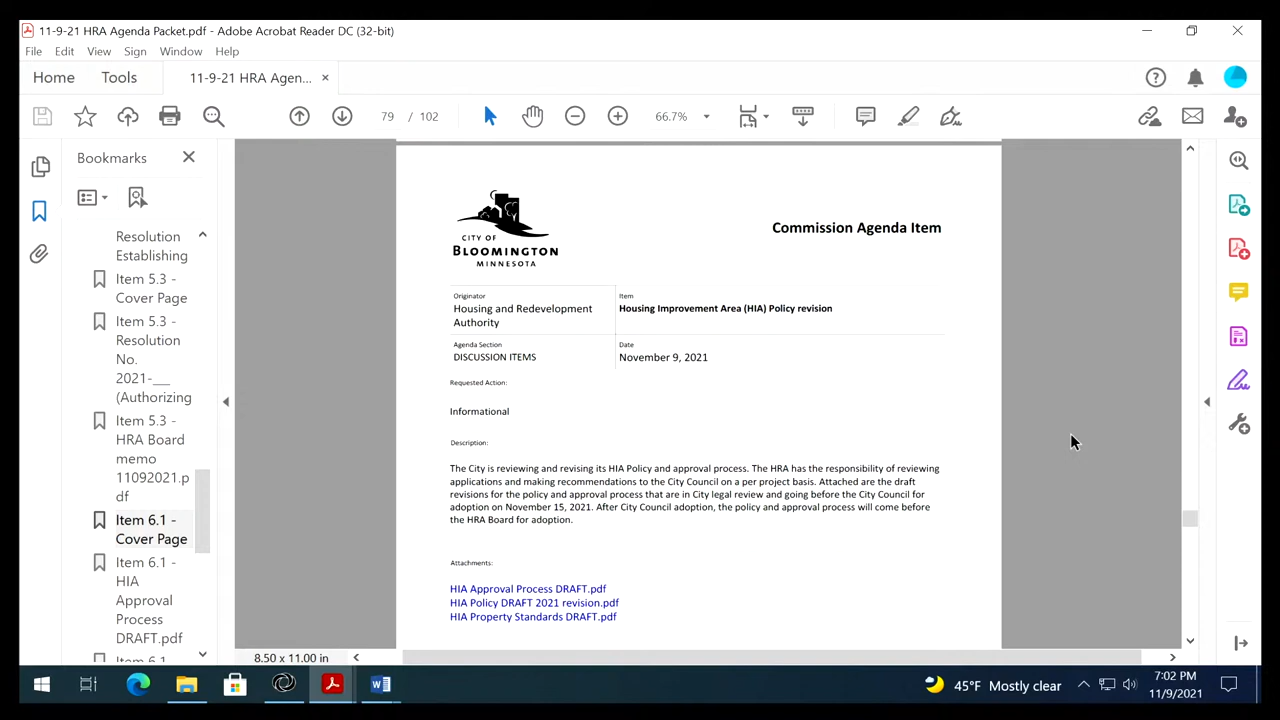 11-9-21 HRA Agenda Packet.pdf - Adobe Acrobat Reader DC (32-bit)
File Edit View Sign Window Help
Home Tools 11-9-21 HRA Agen... ×
79 / 102 66.7%
Bookmarks
Resolution
Establishing
Item 5.3 -
Cover Page
Item 5.3 -
Resolution
No.
2021-___
(Authorizing
Item 5.3 -
HRA Board
memo
11092021.p
df
Item 6.1 -
Cover Page
Item 6.1 -
HIA
Approval
Process
DRAFT.pdf
Item 6.1
CITY OF
BLOOMINGTON
MINNESOTA
Commission Agenda Item
Originator
Housing and Redevelopment
Authority
Item
Housing Improvement Area (HIA) Policy revision
Agenda Section
DISCUSSION ITEMS
Date
November 9, 2021
Requested Action:
Informational
Description:
The City is reviewing and revising its HIA Policy and approval process. The HRA has the responsibility of reviewing
applications and making recommendations to the City Council on a per project basis. Attached are the draft
revisions for the policy and approval process that are in City legal review and going before the City Council for
adoption on November 15, 2021. After City Council adoption, the policy and approval process will come before
the HRA Board for adoption.
Attachments:
HIA Approval Process DRAFT.pdf
HIA Policy DRAFT 2021 revision.pdf
HIA Property Standards DRAFT.pdf
8.50 x 11.00 in
45°F Mostly clear
7:02 PM
11/9/2021